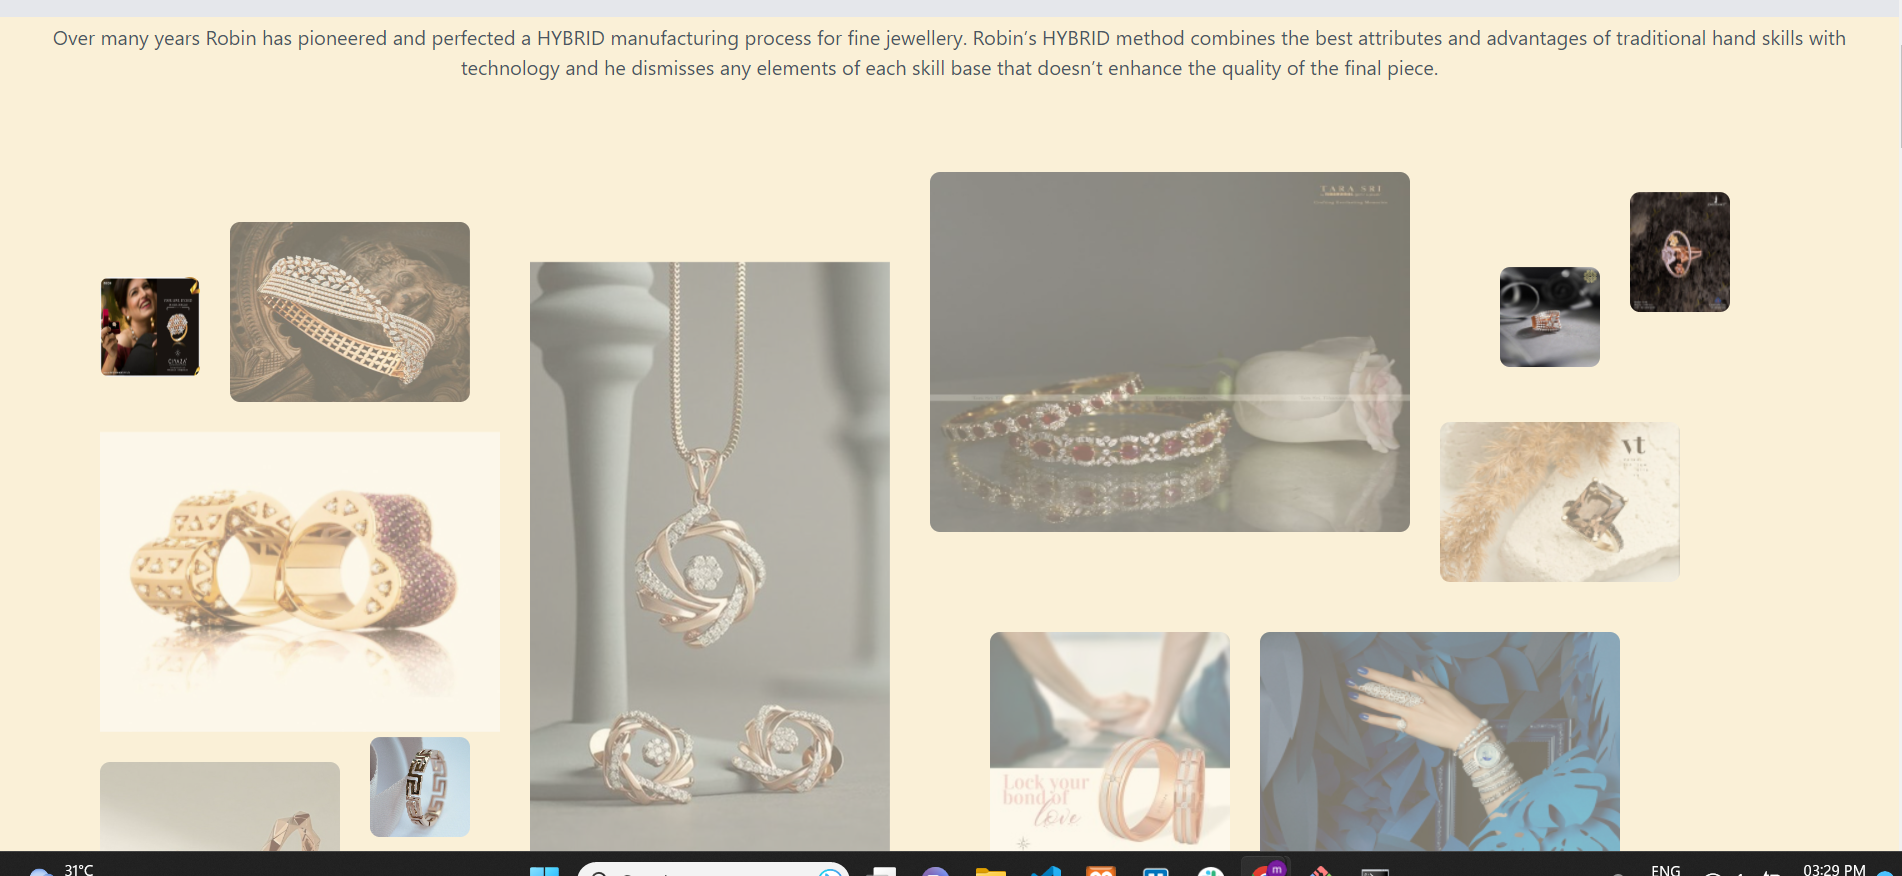 Over many years Robin has pioneered and perfected a HYBRID manufacturing process for fine jewellery. Robin's HYBRID method combines the best attributes and advantages of traditional hand skills with
technology and he dismisses any elements of each skill base that doesn't enhance the quality of the final piece.
TARA SRI
vt
Lock your
bond of
love
31°C
ENG
03:29 PM